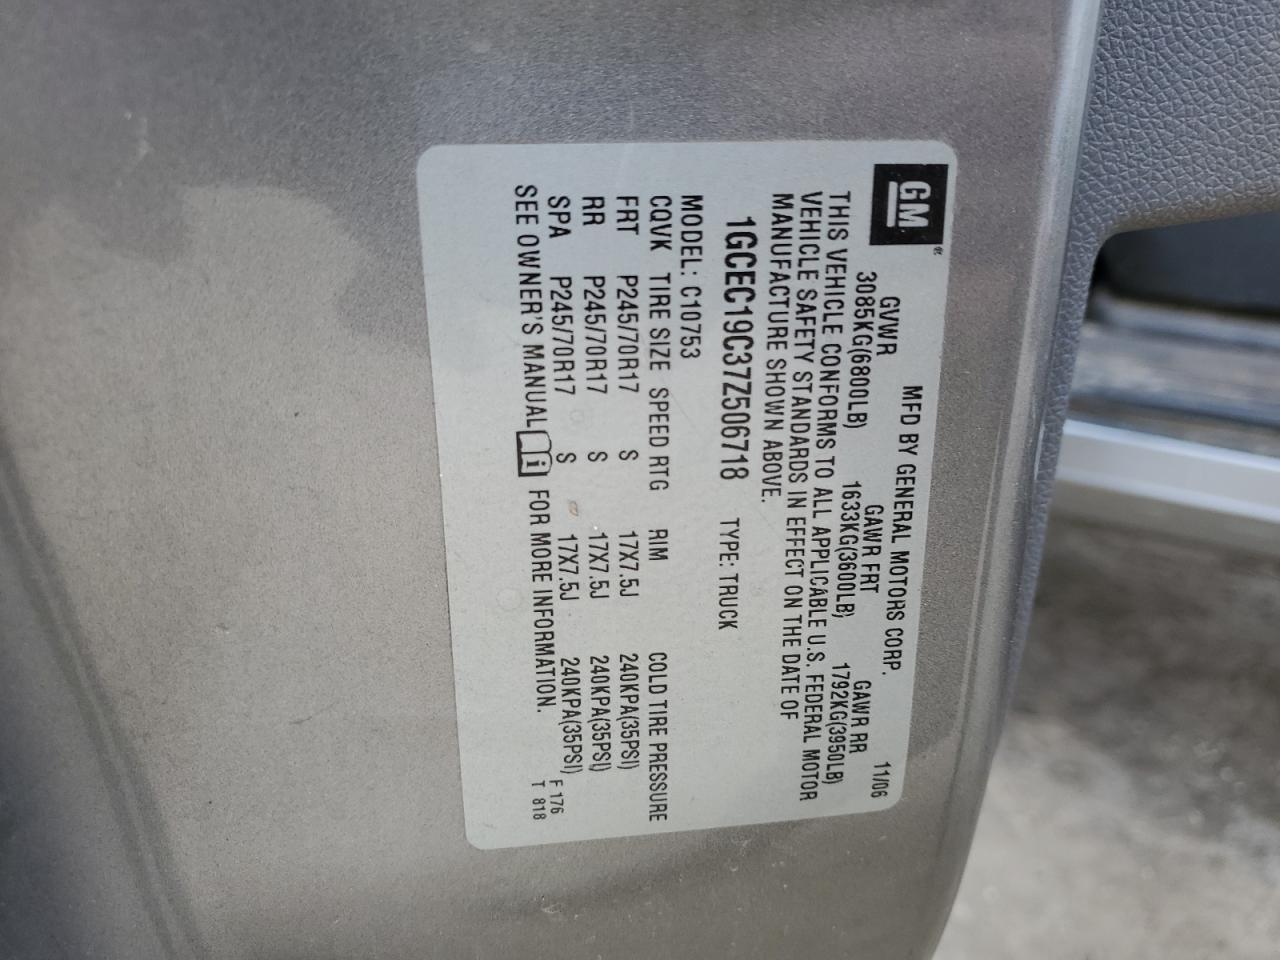 GM®
MFD BY GENERAL MOTORS CORP. 11/06
GVWR GAWR FRT GAWR RR
3085KG(6800LB) 1633KG(3600LB) 1792KG(3950LB)
THIS VEHICLE CONFORMS TO ALL APPLICABLE U.S. FEDERAL MOTOR
VEHICLE SAFETY STANDARDS IN EFFECT ON THE DATE OF
MANUFACTURE SHOWN ABOVE.
1GCEC19C37Z506718 TYPE: TRUCK
MODEL: C10753
CQVK TIRE SIZE SPEED RTG RIM COLD TIRE PRESSURE
FRT P245/70R17 S 17X7.5J 240KPA(35PSI)
RR P245/70R17 S 17X7.5J 240KPA(35PSI)
SPA P245/70R17 S 17X7.5J 240KPA(35PSI)
SEE OWNER'S MANUAL i FOR MORE INFORMATION.
F 176
T 818